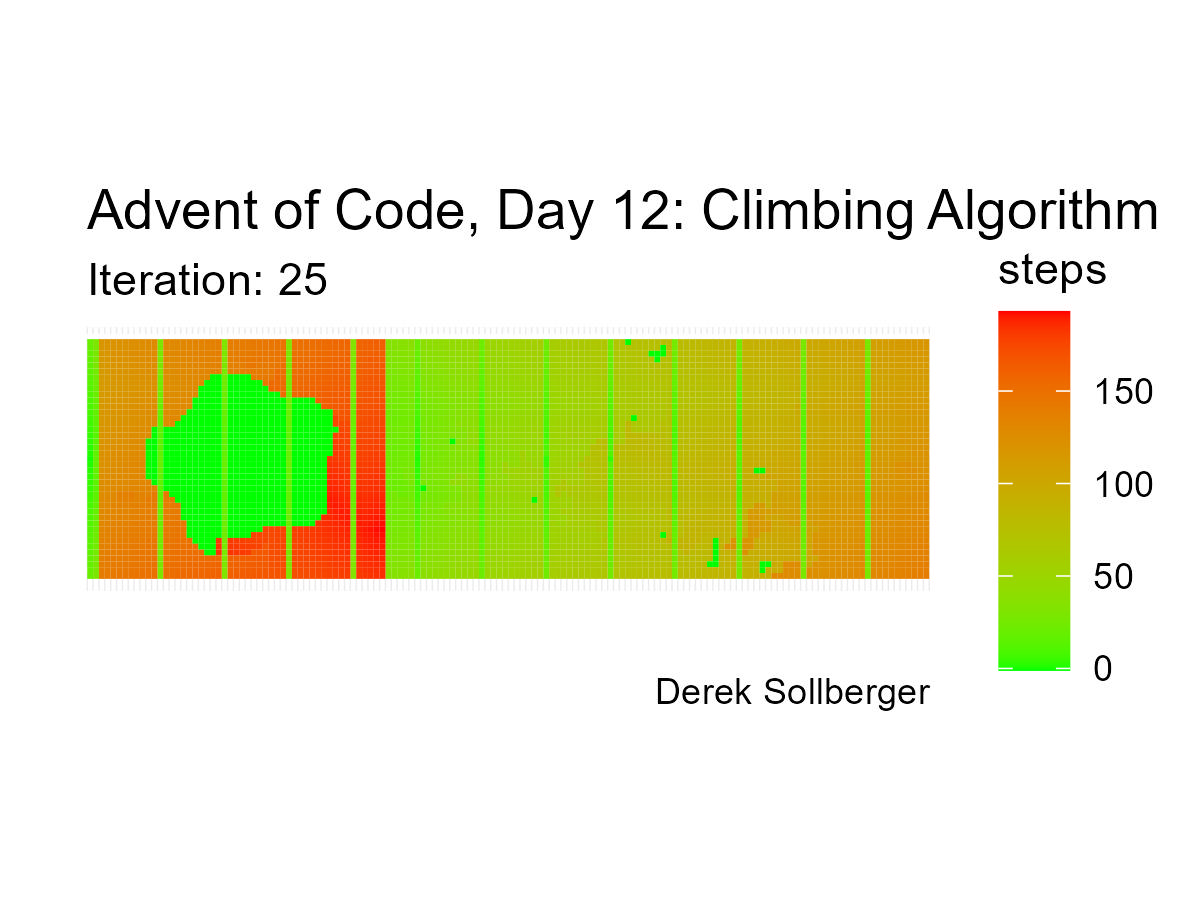 Advent of Code, Day 12: Climbing Algorithm
Iteration: 25
steps
150
100
50
0
Derek Sollberger